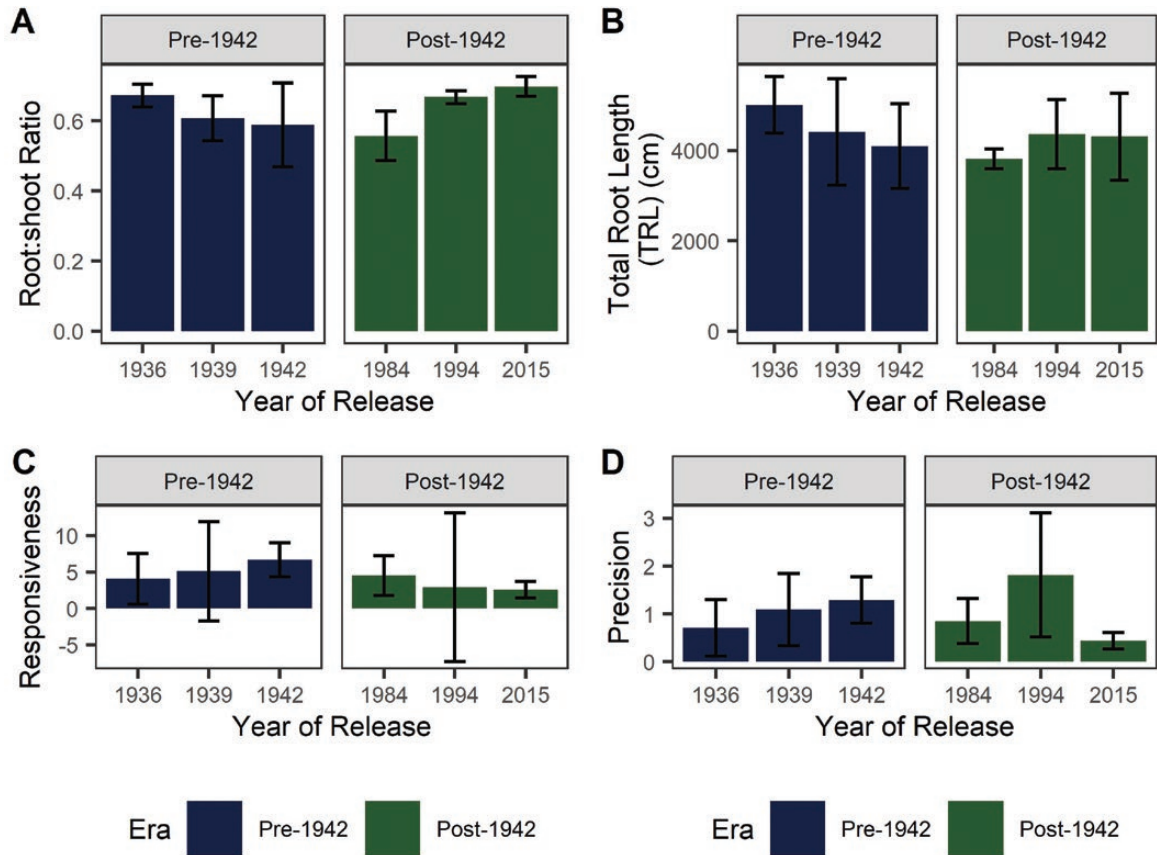 A
Pre-1942 Post-1942
Root:shoot Ratio
0.6
0.4
0.2
0.0
1936 1939 1942 1984 1994 2015
Year of Release
B
Pre-1942 Post-1942
Total Root Length
(TRL) (cm)
4000
2000
0
1936 1939 1942 1984 1994 2015
Year of Release
C
Pre-1942 Post-1942
Responsiveness
10
5
0
-5
1936 1939 1942 1984 1994 2015
Year of Release
D
Pre-1942 Post-1942
Precision
3
2
1
0
1936 1939 1942 1984 1994 2015
Year of Release
Era Pre-1942 Post-1942
Era Pre-1942 Post-1942